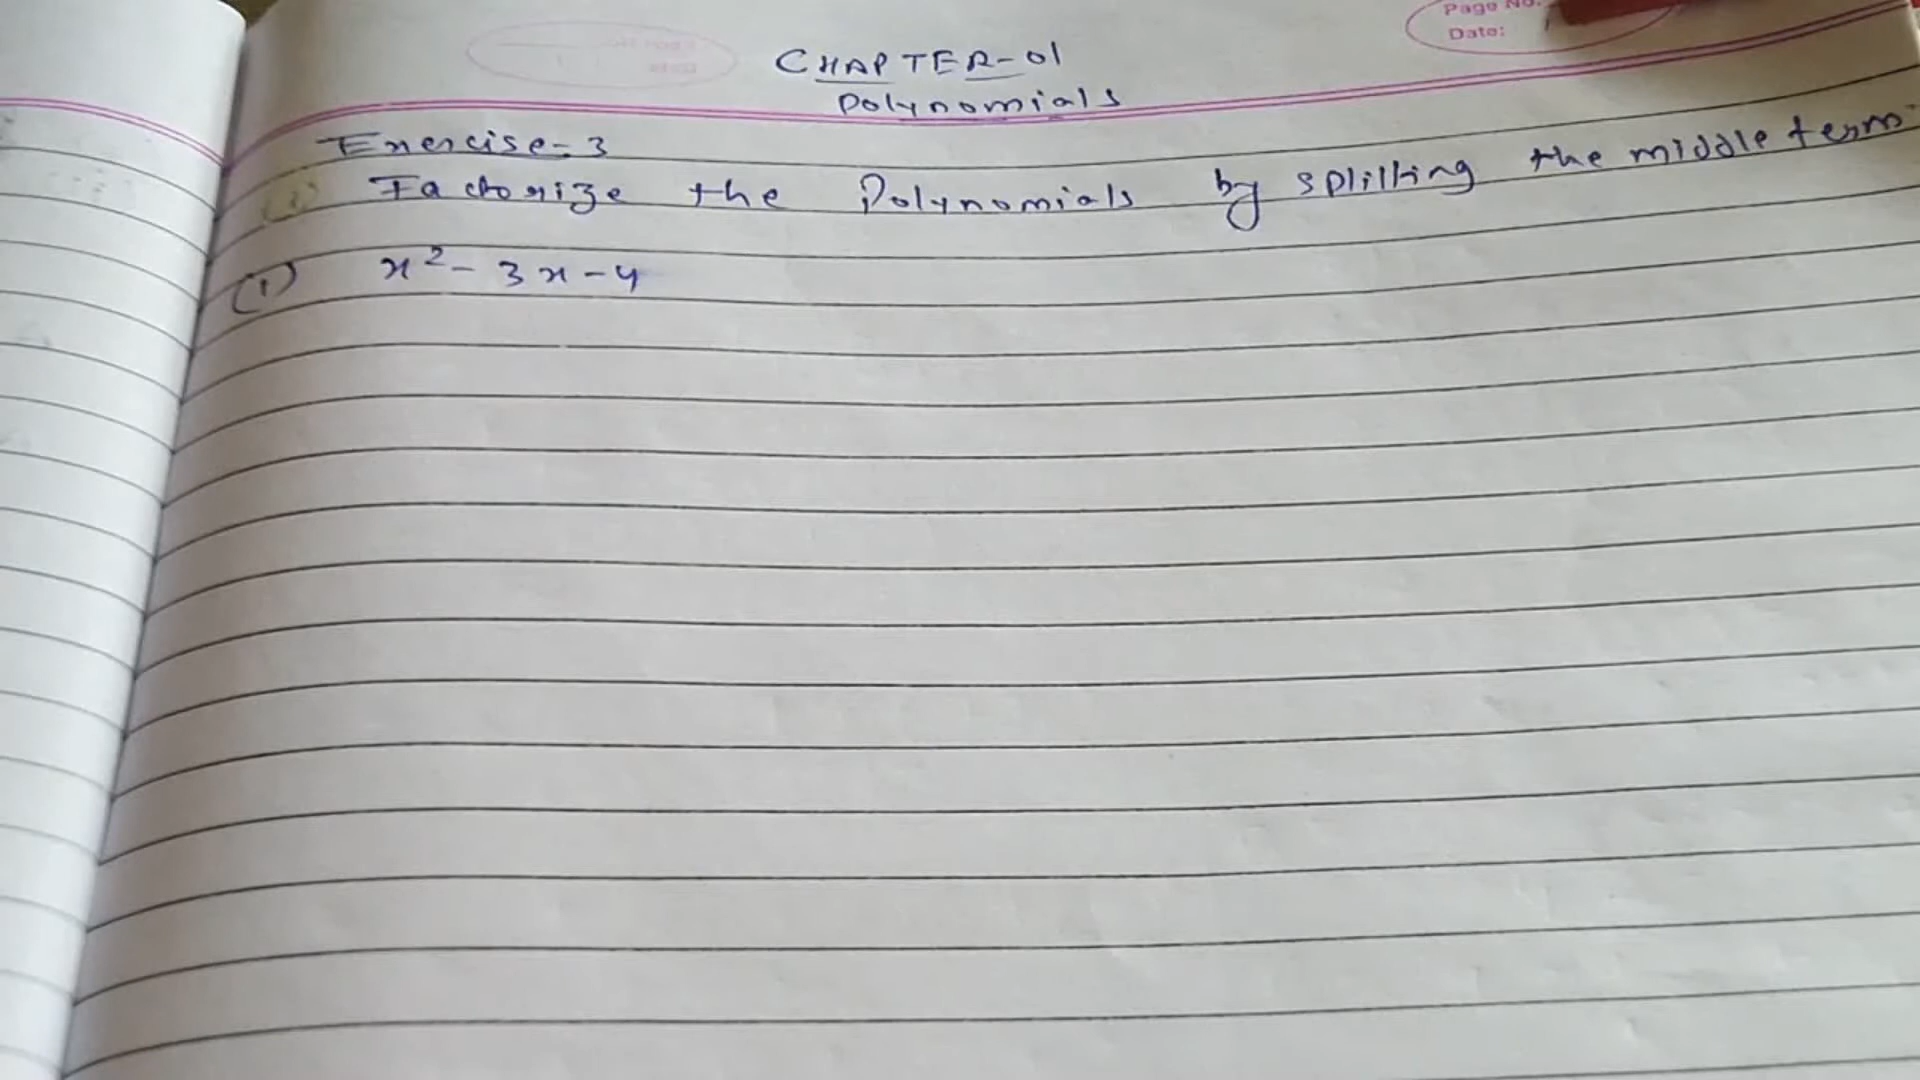 Page No.
Date:
CHAPTER-01
Polynomials
Exercise-3
Factorize the Polynomials by splitting the middle term
(1) x² - 3x - 4